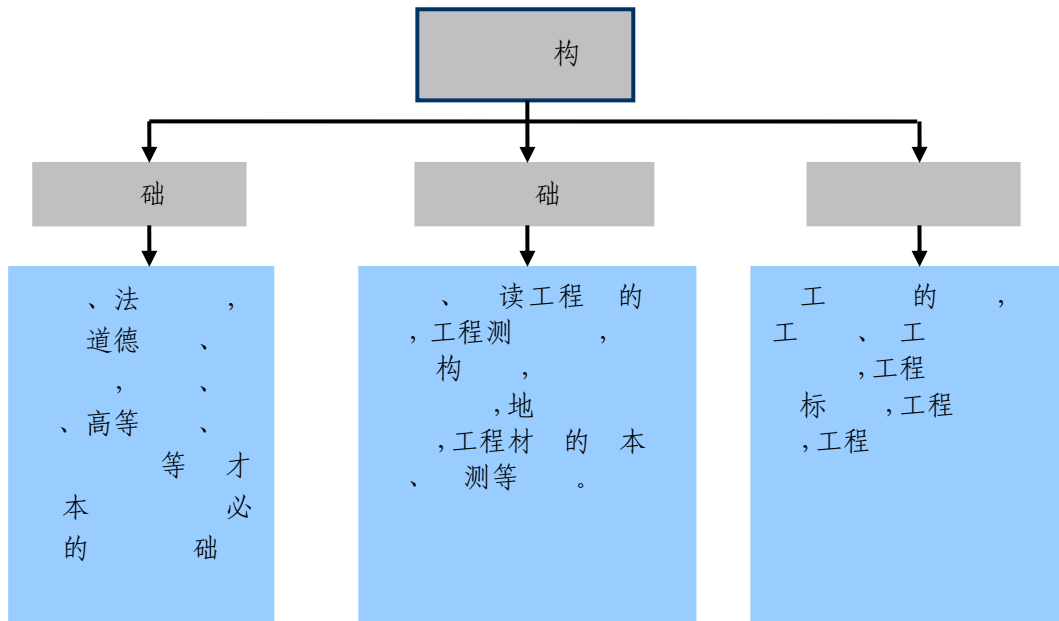 构
础
础
、法 ，
道德 、
， 、
、高等 、
等 才
本 必
的 础
、 读工程 的
，工程测 ，
构 ，
，地
，工程材 的 本
、 测等 。
工 的 ，
工 、 工
，工程
标 ，工程
，工程